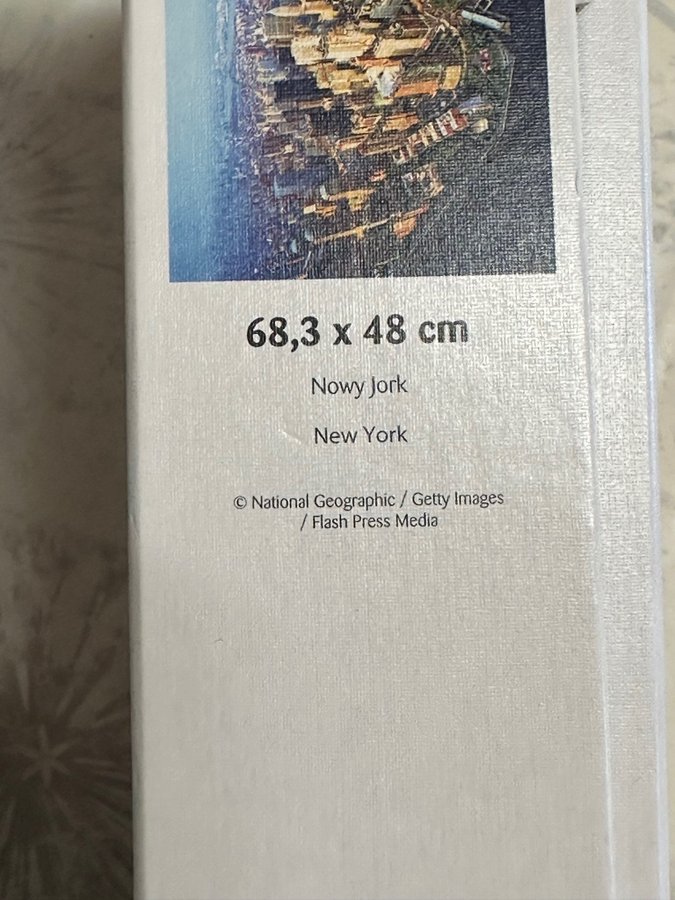 68,3 x 48 cm
Nowy Jork
New York
© National Geographic / Getty Images
/ Flash Press Media